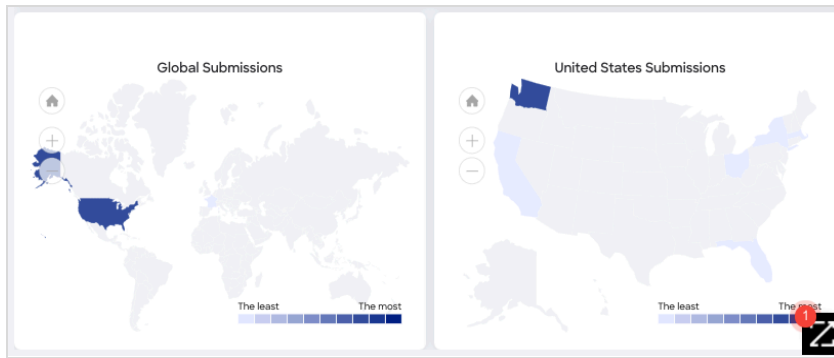 Global Submissions
The least
The most
United States Submissions
The least
The most
1